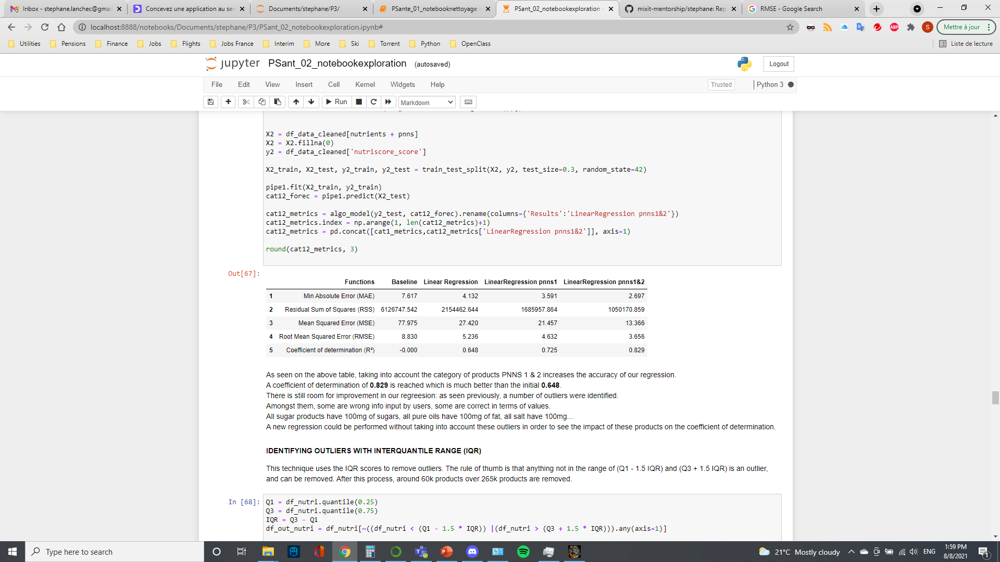 Inbox - stephane.lanchec@gmai
Concevez une application au ser
Documents/stephane/P3/
PSante_01_notebooknettoyage -
PSant_02_notebookexploration -
mixit-mentorship/stephane: Rep
RMSE - Google Search
localhost:8888/notebooks/Documents/stephane/P3/PSant_02_notebookexploration.ipynb#
ABP
S
Mettre à jour
Utilities Pensions Finance Jobs Flights Jobs France Interim More Ski Torrent Python OpenClass
Liste de lecture
jupyter PSant_02_notebookexploration (autosaved)
Logout
File Edit View Insert Cell Kernel Widgets Help
Trusted
Python 3
Run
Markdown
X2 = df_data_cleaned[nutrients + pnns]
X2 = X2.fillna(0)
y2 = df_data_cleaned['nutriscore_score']
X2_train, X2_test, y2_train, y2_test = train_test_split(X2, y2, test_size=0.3, random_state=42)
pipe1.fit(X2_train, y2_train)
cat12_forec = pipe1.predict(X2_test)
cat12_metrics = algo_model(y2_test, cat12_forec).rename(columns={'Results':'LinearRegression pnns1&2'})
cat12_metrics.index = np.arange(1, len(cat12_metrics)+1)
cat12_metrics = pd.concat([cat1_metrics,cat12_metrics['LinearRegression pnns1&2']], axis=1)
round(cat12_metrics, 3)
Out[67]:
Functions Baseline Linear Regression LinearRegression pnns1 LinearRegression pnns1&2
1 Min Absolute Error (MAE) 7.617 4.132 3.591 2.697
2 Residual Sum of Squares (RSS) 6126747.542 2154462.644 1685957.864 1050170.859
3 Mean Squared Error (MSE) 77.975 27.420 21.457 13.366
4 Root Mean Squared Error (RMSE) 8.830 5.236 4.632 3.656
5 Coefficient of determination (R²) -0.000 0.648 0.725 0.829
As seen on the above table, taking into account the category of products PNNS 1 & 2 increases the accuracy of our regression.
A coefficient of determination of 0.829 is reached which is much better than the initial 0.648.
There is still room for improvement in our regreesion: as seen previously, a number of outliers were identified.
Amongst them, some are wrong info input by users, some are correct in terms of values.
All sugar products have 100mg of sugars, all pure oils have 100mg of fat, all salt have 100mg...
A new regression could be performed without taking into account these outliers in order to see the impact of these products on the coefficient of determination.
IDENTIFYING OUTLIERS WITH INTERQUANTILE RANGE (IQR)
This technique uses the IQR scores to remove outliers. The rule of thumb is that anything not in the range of (Q1 - 1.5 IQR) and (Q3 + 1.5 IQR) is an outlier,
and can be removed. After this process, around 60k products over 265k products are removed.
In [68]:
Q1 = df_nutri.quantile(0.25)
Q3 = df_nutri.quantile(0.75)
IQR = Q3 - Q1
df_out_nutri = df_nutri[~((df_nutri < (Q1 - 1.5 * IQR)) |(df_nutri > (Q3 + 1.5 * IQR))).any(axis=1)]
Type here to search
21°C Mostly cloudy
ENG
1:59 PM
8/8/2021
1